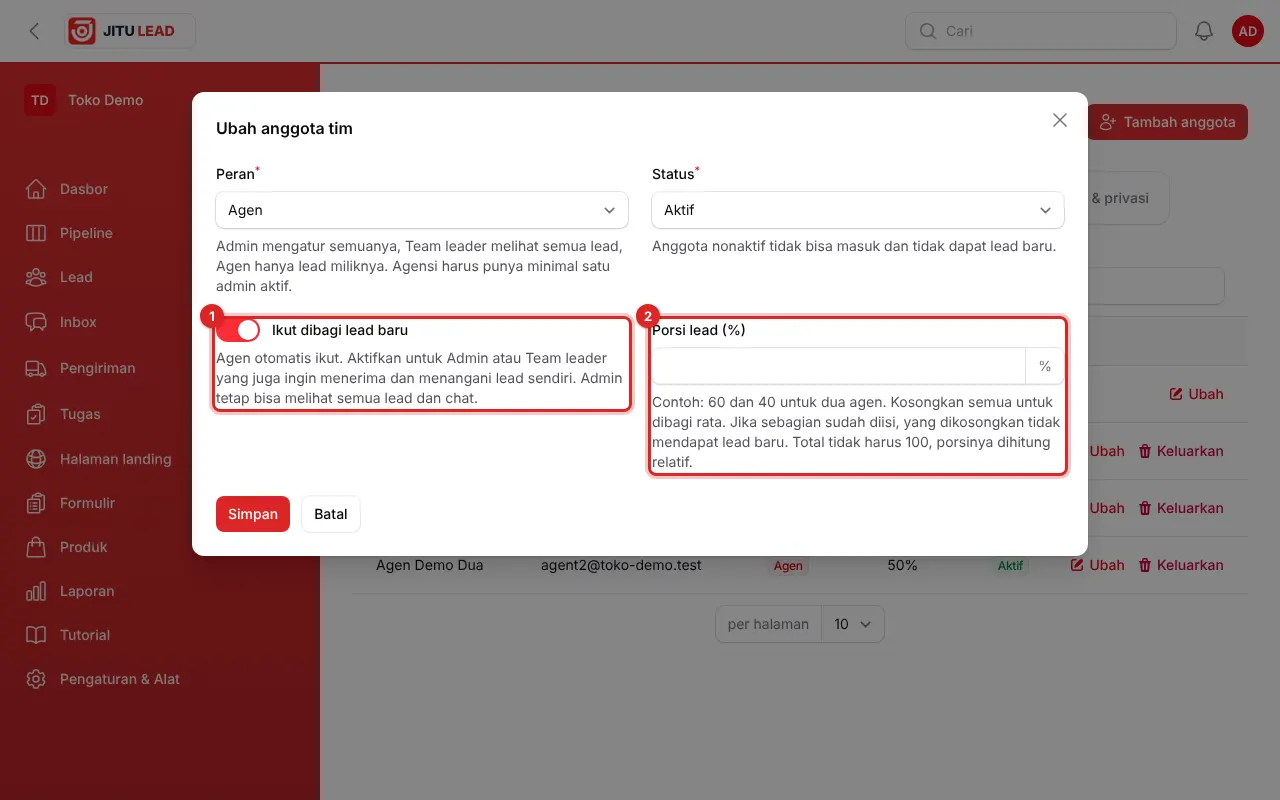 JITU LEAD
Cari
AD
TD
Toko Demo
Dasbor
Pipeline
Lead
Inbox
Pengiriman
Tugas
Halaman landing
Formulir
Produk
Laporan
Tutorial
Pengaturan & Alat
Tambah anggota
& privasi
Ubah anggota tim
Peran*
Agen
Admin mengatur semuanya, Team leader melihat semua lead,
Agen hanya lead miliknya. Agensi harus punya minimal satu
admin aktif.
Status*
Aktif
Anggota nonaktif tidak bisa masuk dan tidak dapat lead baru.
1
Ikut dibagi lead baru
Agen otomatis ikut. Aktifkan untuk Admin atau Team leader
yang juga ingin menerima dan menangani lead sendiri. Admin
tetap bisa melihat semua lead dan chat.
2
Porsi lead (%)
%
Contoh: 60 dan 40 untuk dua agen. Kosongkan semua untuk
dibagi rata. Jika sebagian sudah diisi, yang dikosongkan tidak
mendapat lead baru. Total tidak harus 100, porsinya dihitung
relatif.
Simpan
Batal
Ubah
Ubah Keluarkan
Ubah Keluarkan
Agen Demo Dua agent2@toko-demo.test Agen 50% Aktif Ubah Keluarkan
per halaman 10